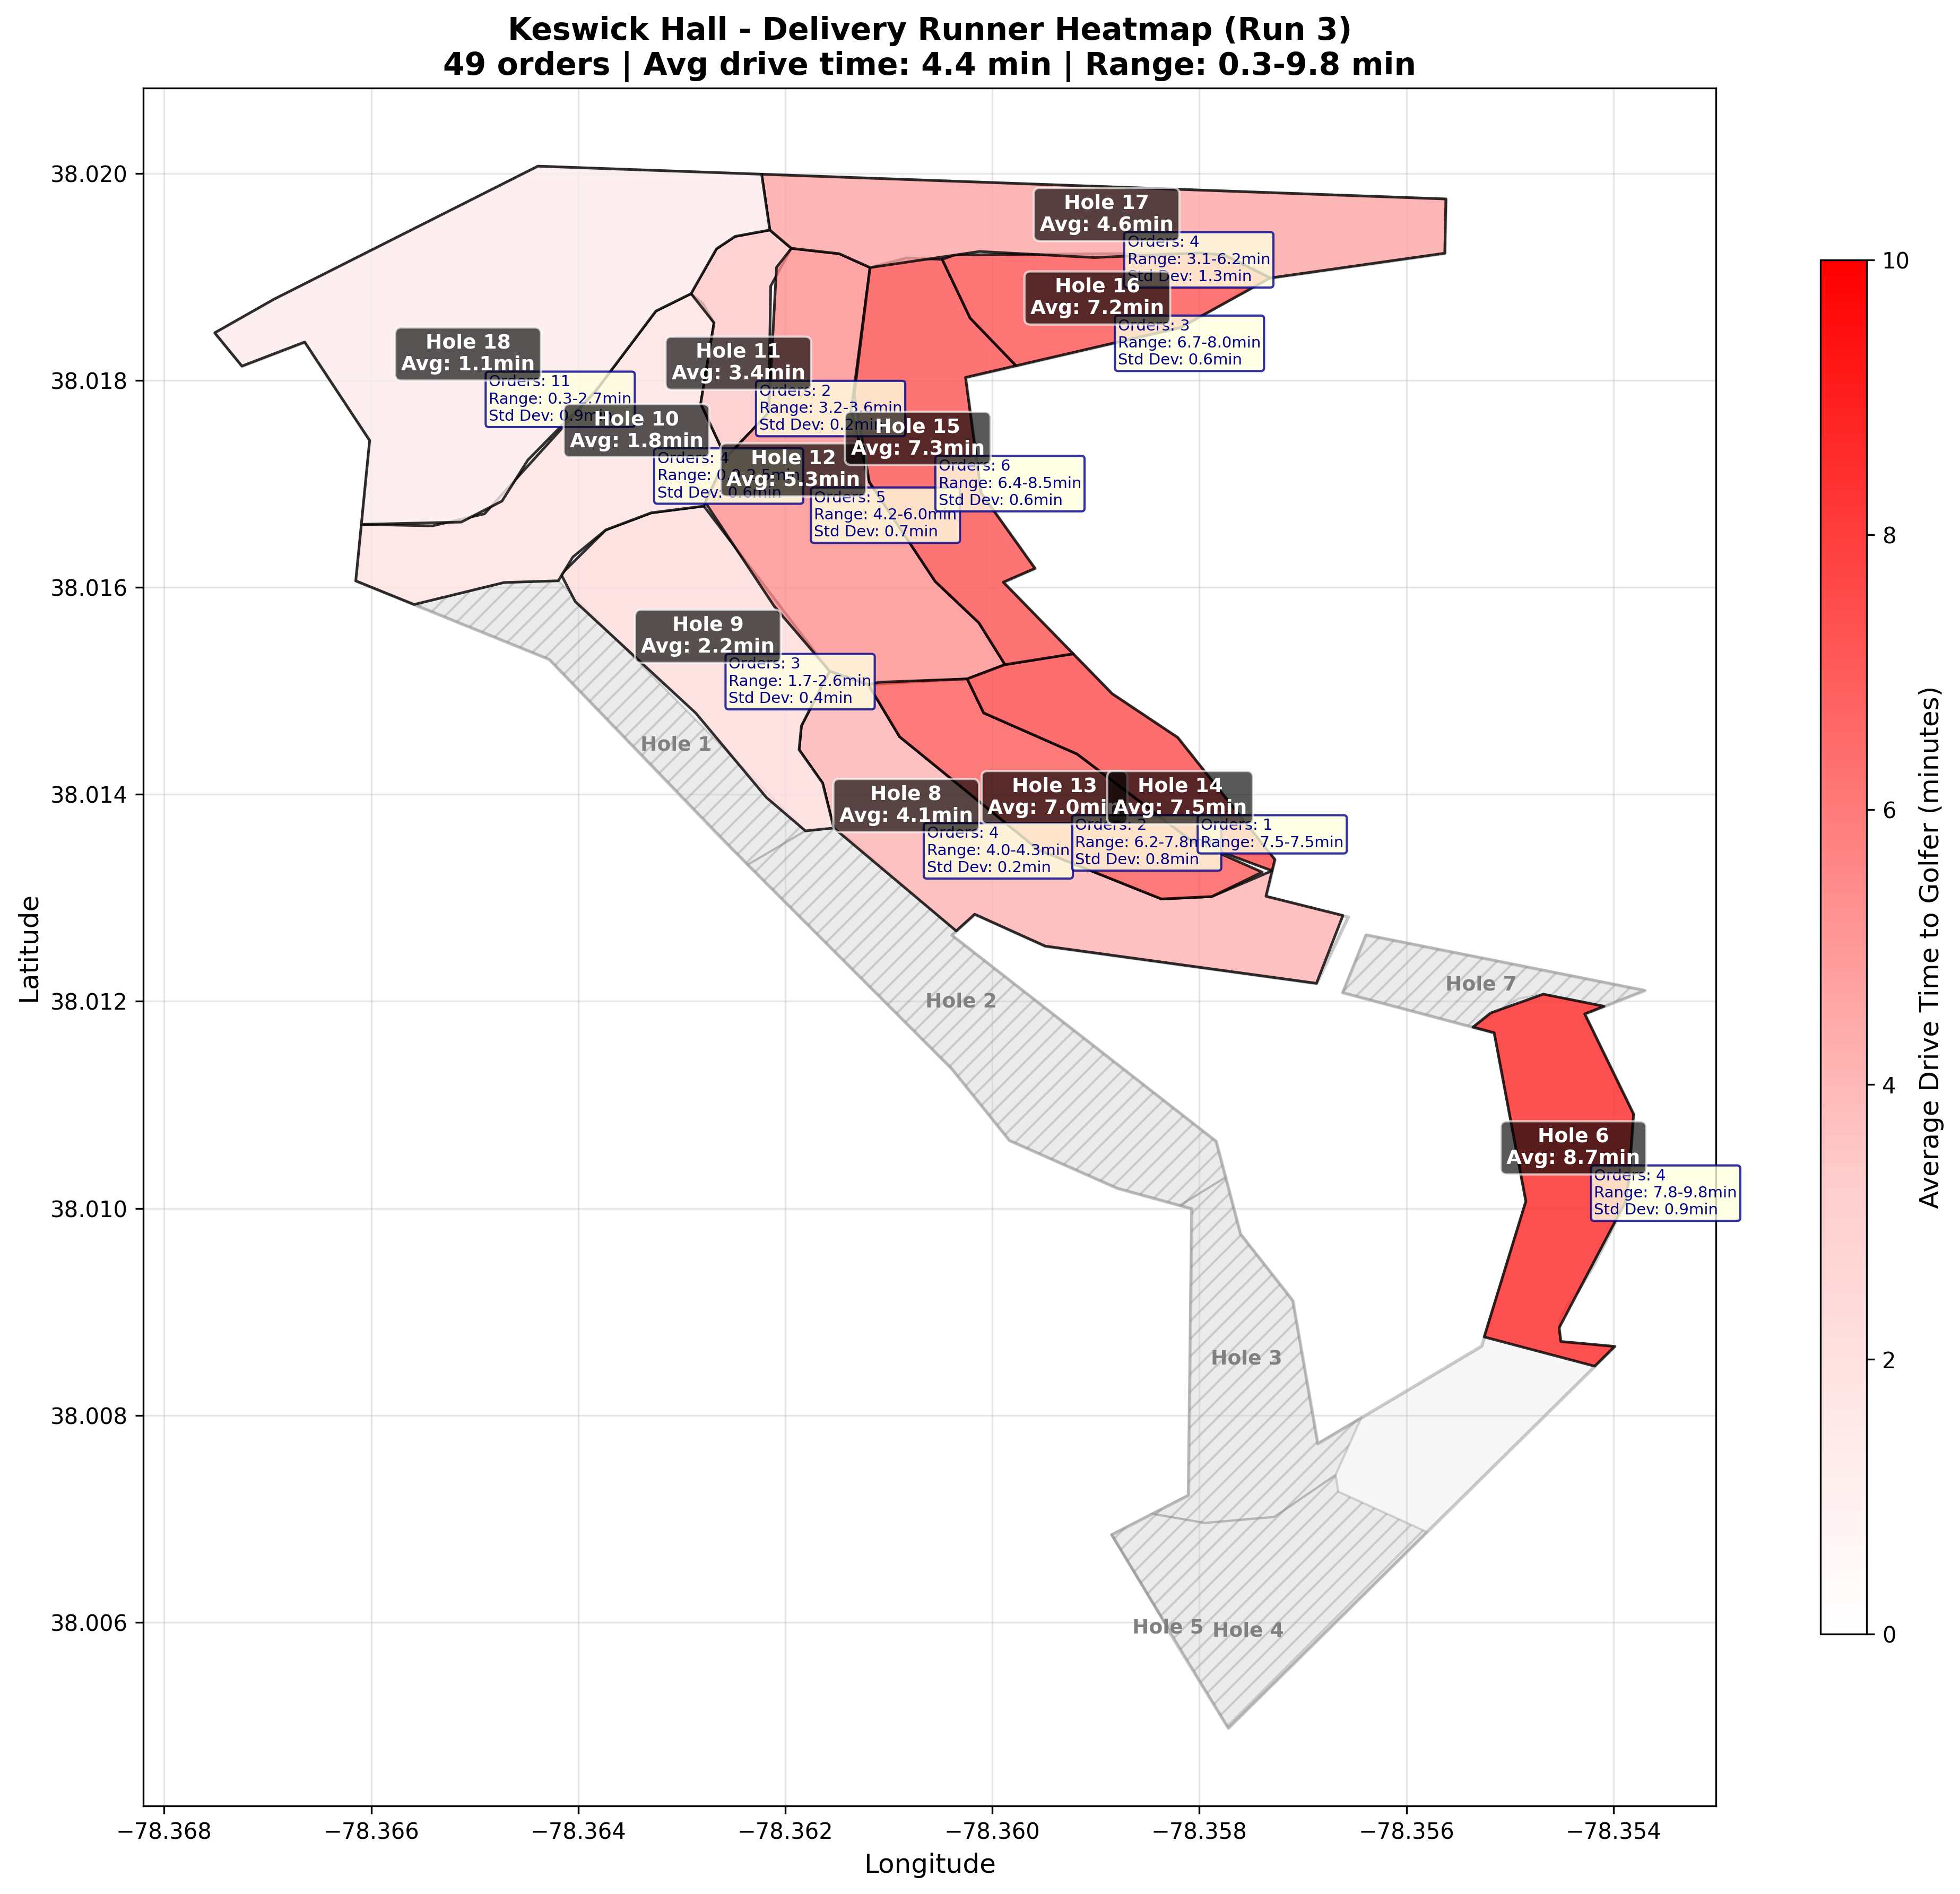 Keswick Hall - Delivery Runner Heatmap (Run 3)
49 orders | Avg drive time: 4.4 min | Range: 0.3-9.8 min
Hole 17
Avg: 4.6min
Orders: 4
Range: 3.1-6.2min
Std Dev: 1.3min
Hole 16
Avg: 7.2min
Orders: 3
Range: 6.7-8.0min
Std Dev: 0.6min
Hole 18
Avg: 1.1min
Orders: 11
Range: 0.3-2.7min
Std Dev: 0.9min
Hole 11
Avg: 3.4min
Orders: 2
Range: 3.2-3.6min
Std Dev: 0.2min
Hole 10
Avg: 1.8min
Orders: 4
Range:
Std Dev: 0.6min
Hole 15
Avg: 7.3min
Orders: 6
Range: 6.4-8.5min
Std Dev: 0.6min
Hole 12
Avg: 5.3min
Orders: 5
Range: 4.2-6.0min
Std Dev: 0.7min
Hole 9
Avg: 2.2min
Orders: 3
Range: 1.7-2.6min
Std Dev: 0.4min
Hole 1
Hole 8
Avg: 4.1min
Orders: 4
Range: 4.0-4.3min
Std Dev: 0.2min
Hole 13
Avg: 7.0min
Orders: 2
Range: 6.2-7.8min
Std Dev: 0.8min
Hole 14
Avg: 7.5min
Orders: 1
Range: 7.5-7.5min
Hole 2
Hole 7
Hole 6
Avg: 8.7min
Orders: 4
Range: 7.8-9.8min
Std Dev: 0.9min
Hole 3
Hole 5
Hole 4
38.020
38.018
38.016
38.014
38.012
38.010
38.008
38.006
Latitude
−78.368
−78.366
−78.364
−78.362
−78.360
−78.358
−78.356
−78.354
Longitude
10
8
6
4
2
0
Average Drive Time to Golfer (minutes)